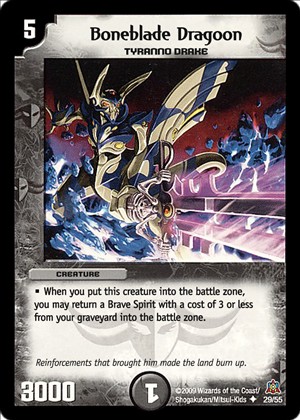 5 Boneblade Dragoon
TYRANNO DRAKE
CREATURE
▪ When you put this creature into the battle zone,
you may return a Brave Spirit with a cost of 3 or less
from your graveyard into the battle zone.
Reinforcements that brought him made the land burn up.
3000
1
©2009 Wizards of the Coast/
Shogakukan/Mitsui-Kids ♦ 29/55